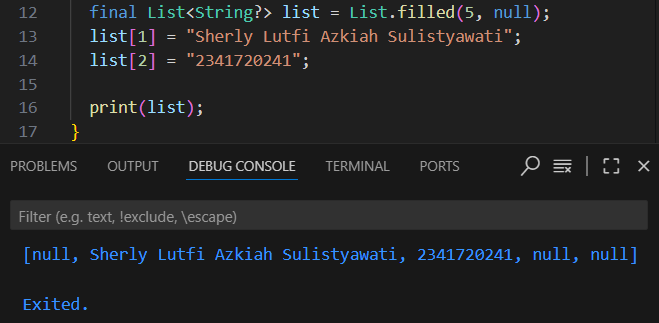 12 final List<String?> list = List.filled(5, null);
13 list[1] = "Sherly Lutfi Azkiah Sulistyawati";
14 list[2] = "2341720241";
15
16 print(list);
17 }
PROBLEMS OUTPUT DEBUG CONSOLE TERMINAL PORTS
Filter (e.g. text, !exclude, \escape)
[null, Sherly Lutfi Azkiah Sulistyawati, 2341720241, null, null]
Exited.